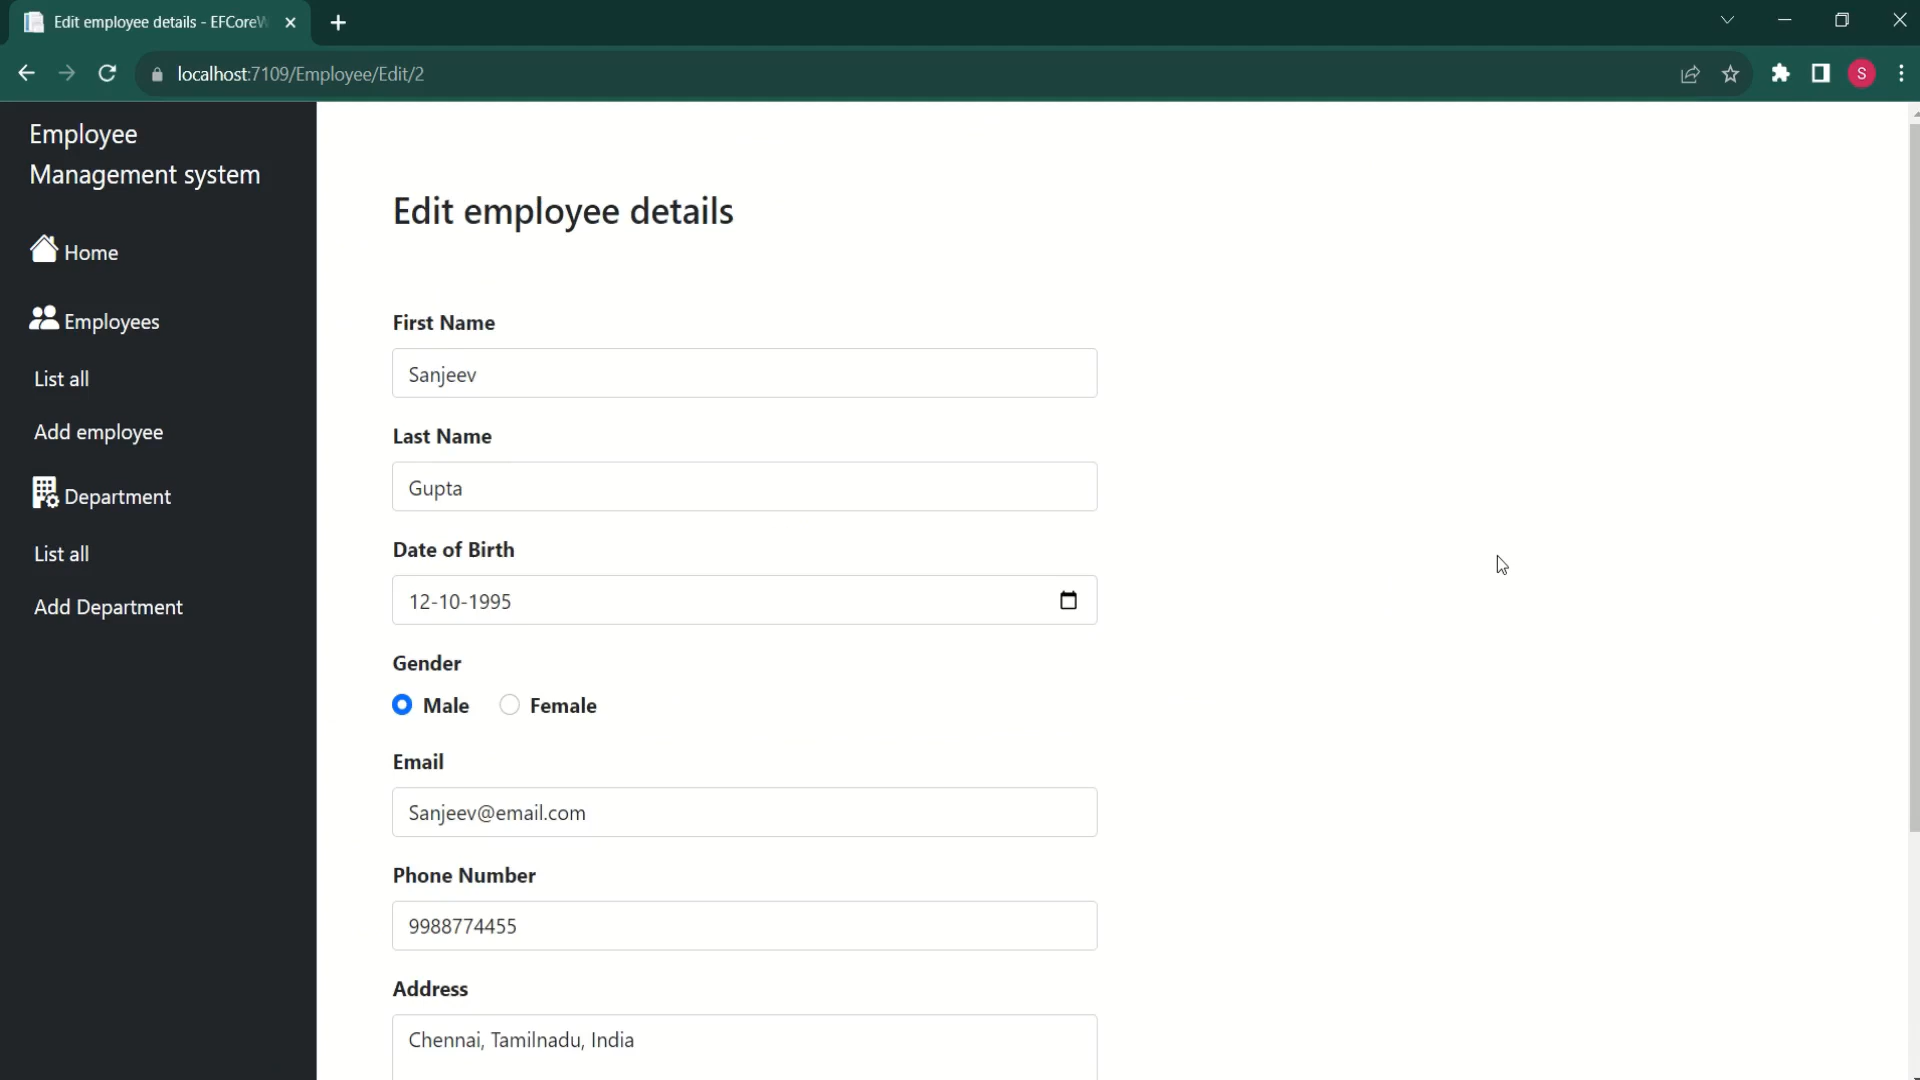 Edit employee details - EFCoreW
localhost:7109/Employee/Edit/2
S
Employee
Management system
Home
Employees
List all
Add employee
Department
List all
Add Department
Edit employee details
First Name
Sanjeev
Last Name
Gupta
Date of Birth
12-10-1995
Gender
Male Female
Email
Sanjeev@email.com
Phone Number
9988774455
Address
Chennai, Tamilnadu, India